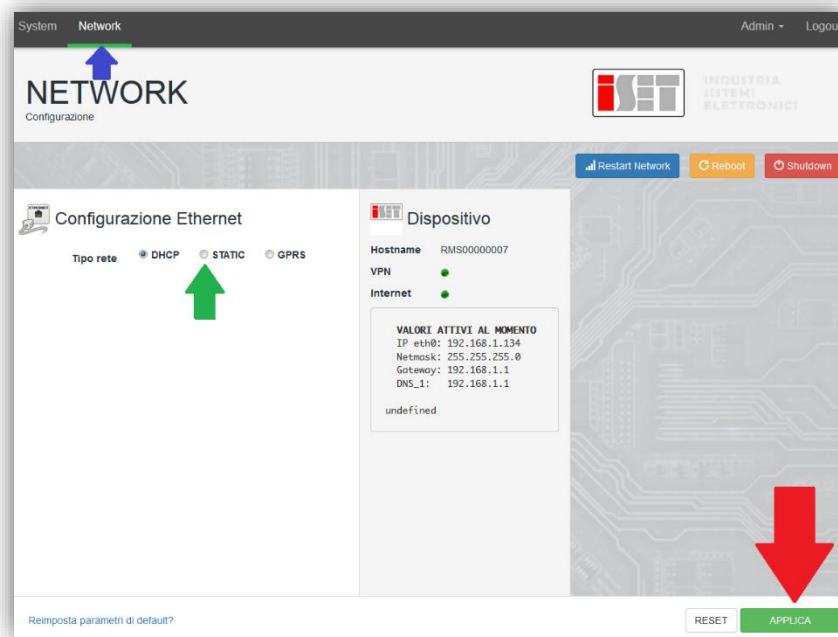 System Network Admin Logou
NETWORK
Configurazione
iSET INDUSTRIA
SISTEMI
ELETTRONICI
Restart Network Reboot Shutdown
Configurazione Ethernet
Tipo rete DHCP STATIC GPRS
iSET Dispositivo
Hostname RMS00000007
VPN
Internet
VALORI ATTIVI AL MOMENTO
IP eth0: 192.168.1.134
Netmask: 255.255.255.0
Gateway: 192.168.1.1
DNS_1: 192.168.1.1
undefined
Reimposta parametri di default?
RESET APPLICA